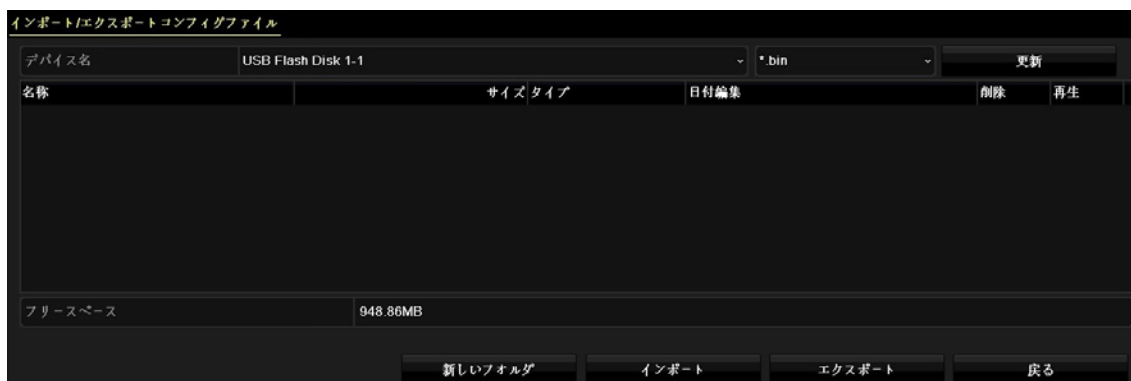 インポート/エクスポートコンフィグファイル
デバイス名 USB Flash Disk 1-1 *.bin 更新
名称 サイズ タイプ 日付編集 削除 再生
フリースペース 948.86MB
新しいフォルダ インポート エクスポート 戻る